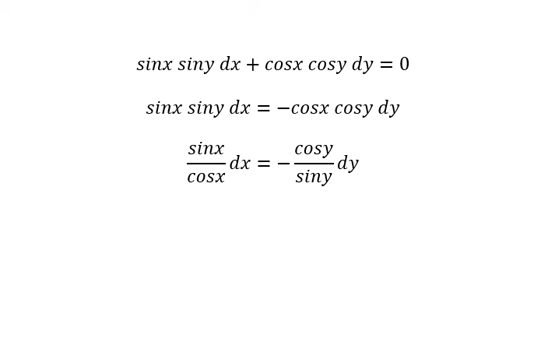 sinx siny dx + cosx cosy dy = 0
sinx siny dx = −cosx cosy dy
sinx/cosx dx = − cosy/siny dy